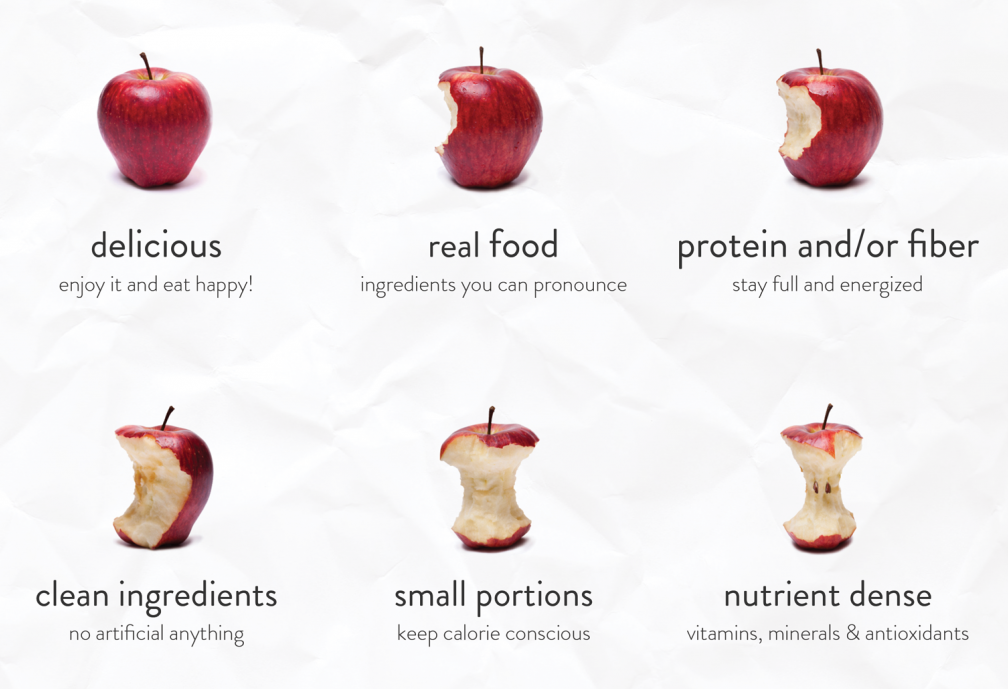 delicious
enjoy it and eat happy!
real food
ingredients you can pronounce
protein and/or fiber
stay full and energized
clean ingredients
no artificial anything
small portions
keep calorie conscious
nutrient dense
vitamins, minerals & antioxidants